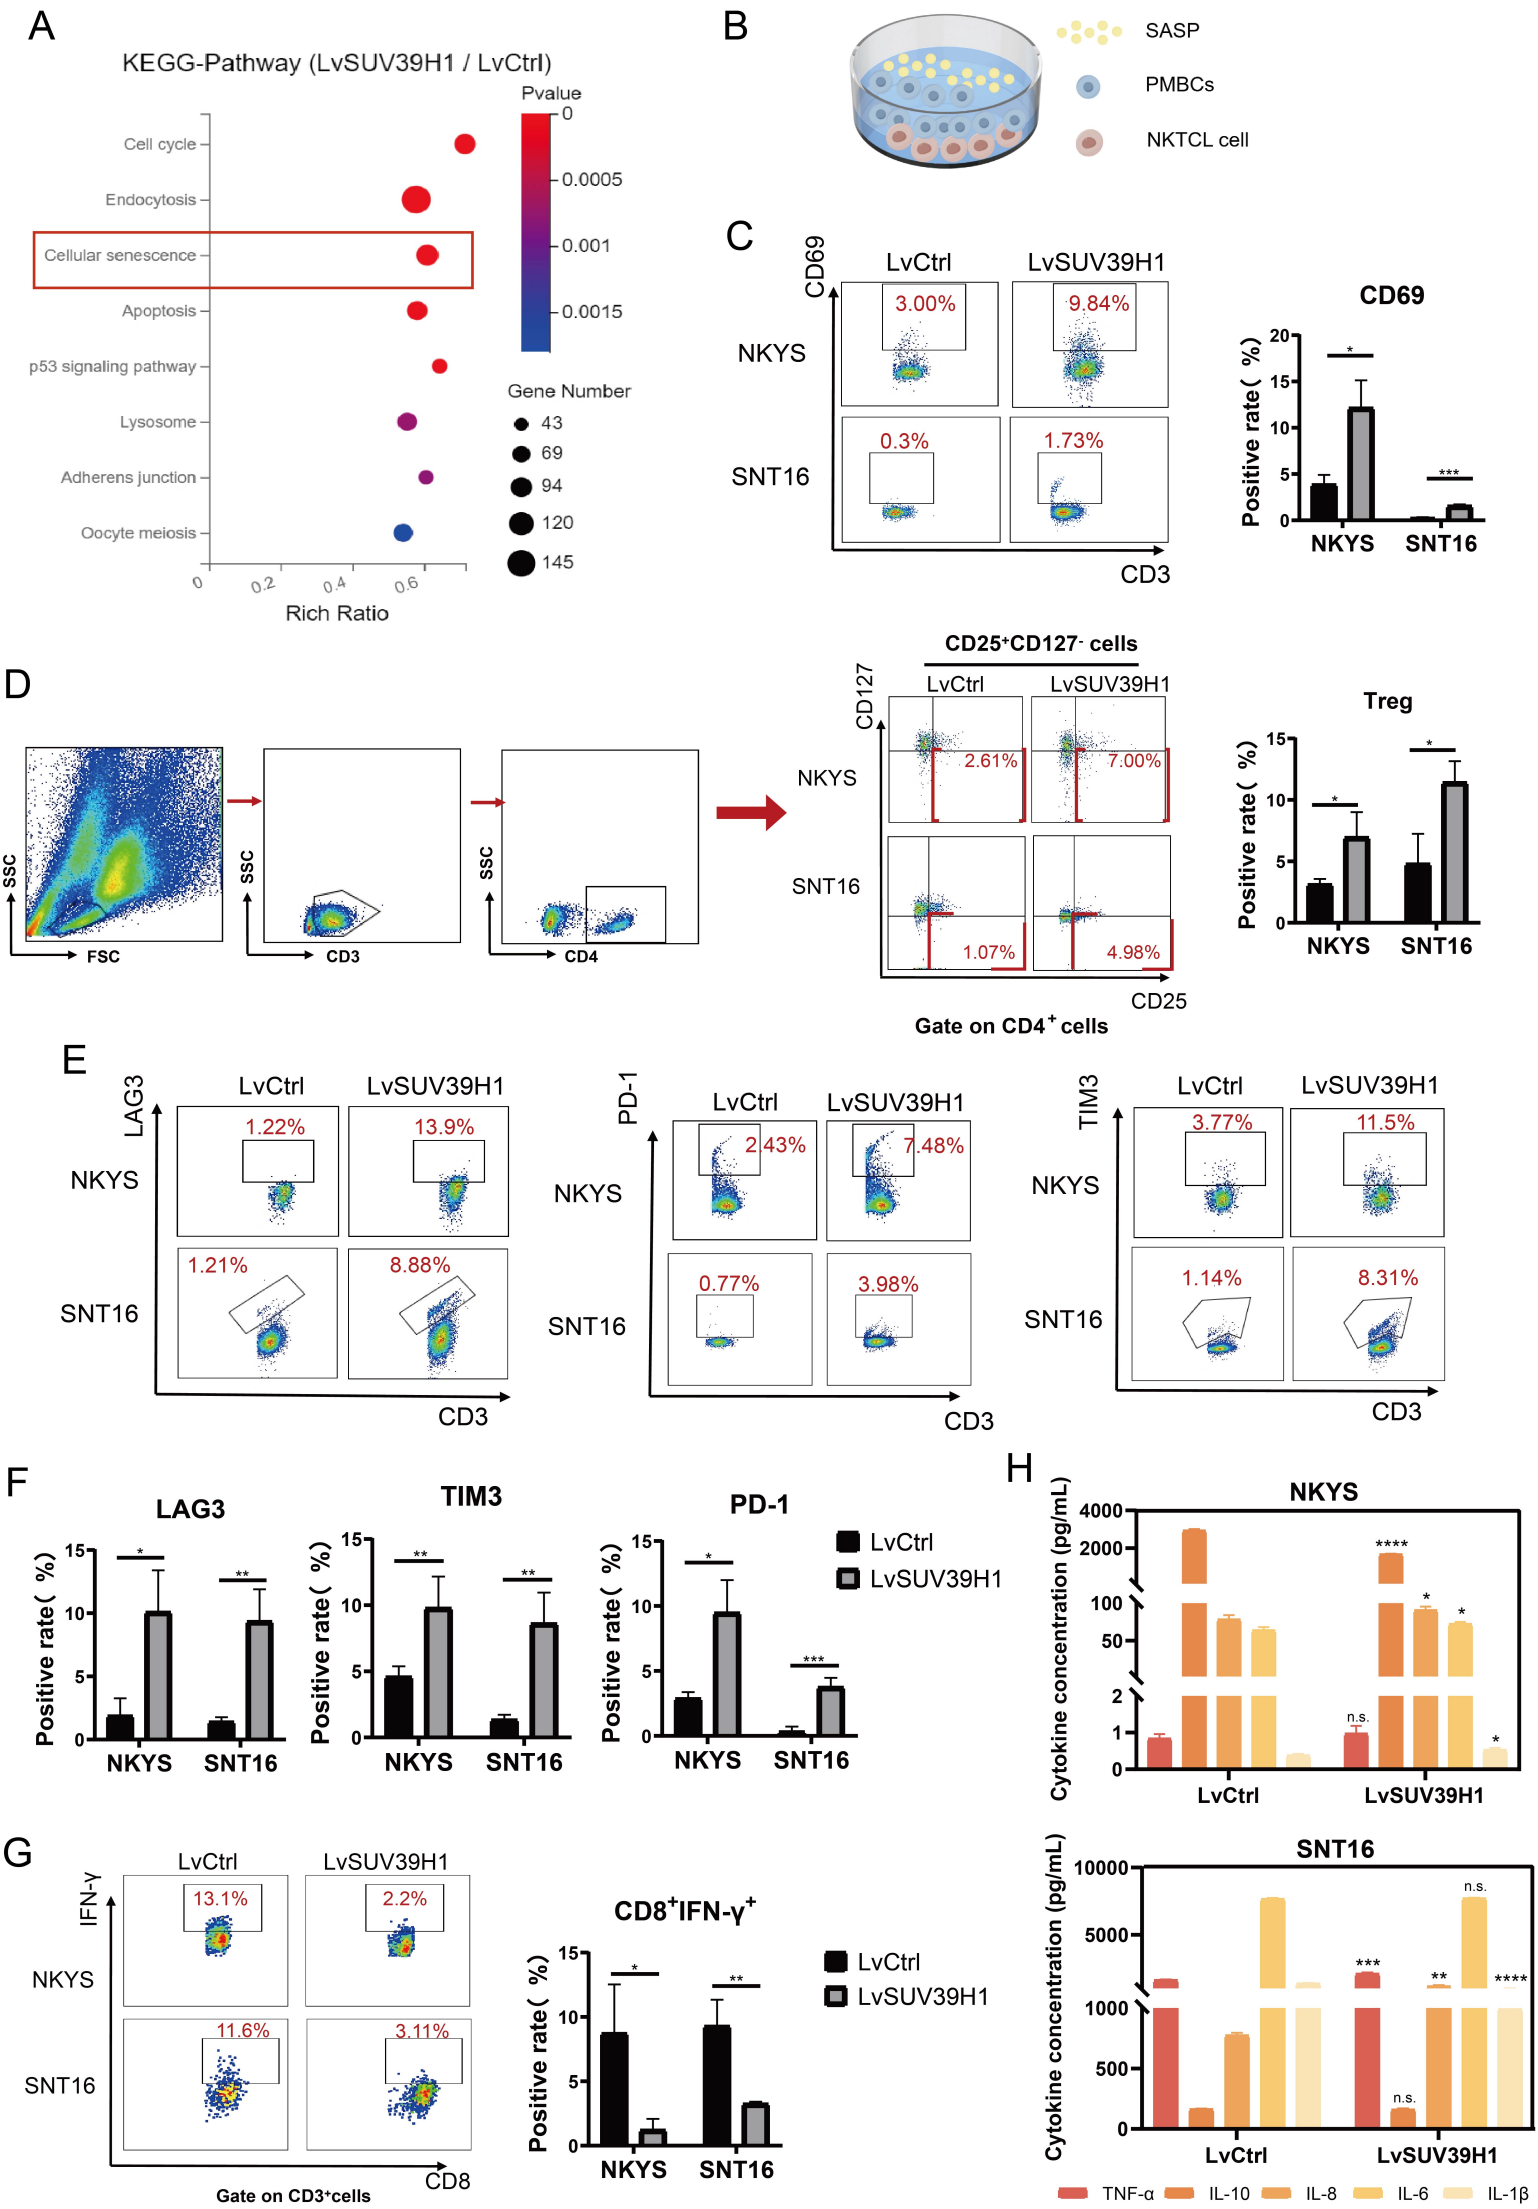 A
KEGG-Pathway (LvSUV39H1 / LvCtrl)
Pvalue
0
0.0005
0.001
0.0015
Cell cycle
Endocytosis
Cellular senescence
Apoptosis
p53 signaling pathway
Lysosome
Adherens junction
Oocyte meiosis
Gene Number
43
69
94
120
145
0 0.2 0.4 0.6
Rich Ratio
B
SASP
PMBCs
NKTCL cell
C
CD69
LvCtrl LvSUV39H1
NKYS
3.00% 9.84%
SNT16
0.3% 1.73%
CD3
CD69
Positive rate( %)
20
15
10
5
0
* ***
NKYS SNT16
D
SSC
FSC
SSC
CD3
SSC
CD4
CD25+CD127- cells
CD127
LvCtrl LvSUV39H1
NKYS
2.61% 7.00%
SNT16
1.07% 4.98%
CD25
Gate on CD4+ cells
Treg
Positive rate( %)
15
10
5
0
* *
NKYS SNT16
E
LAG3
LvCtrl LvSUV39H1
NKYS
1.22% 13.9%
SNT16
1.21% 8.88%
CD3
PD-1
LvCtrl LvSUV39H1
NKYS
2.43% 7.48%
SNT16
0.77% 3.98%
CD3
TIM3
LvCtrl LvSUV39H1
NKYS
3.77% 11.5%
SNT16
1.14% 8.31%
CD3
F
LAG3
Positive rate( %)
15
10
5
0
* **
NKYS SNT16
TIM3
Positive rate( %)
15
10
5
0
** **
NKYS SNT16
PD-1
Positive rate( %)
15
10
5
0
* ***
NKYS SNT16
LvCtrl
LvSUV39H1
G
IFN-γ
LvCtrl LvSUV39H1
NKYS
13.1% 2.2%
SNT16
11.6% 3.11%
CD8
Gate on CD3+cells
CD8+IFN-γ+
Positive rate( %)
15
10
5
0
* **
NKYS SNT16
LvCtrl
LvSUV39H1
H
NKYS
Cytokine concentration (pg/mL)
4000
2000
100
50
2
1
0
n.s. **** * * *
LvCtrl LvSUV39H1
SNT16
Cytokine concentration (pg/mL)
10000
5000
1000
500
0
*** n.s. ** n.s. ****
LvCtrl LvSUV39H1
TNF-α IL-10 IL-8 IL-6 IL-1β